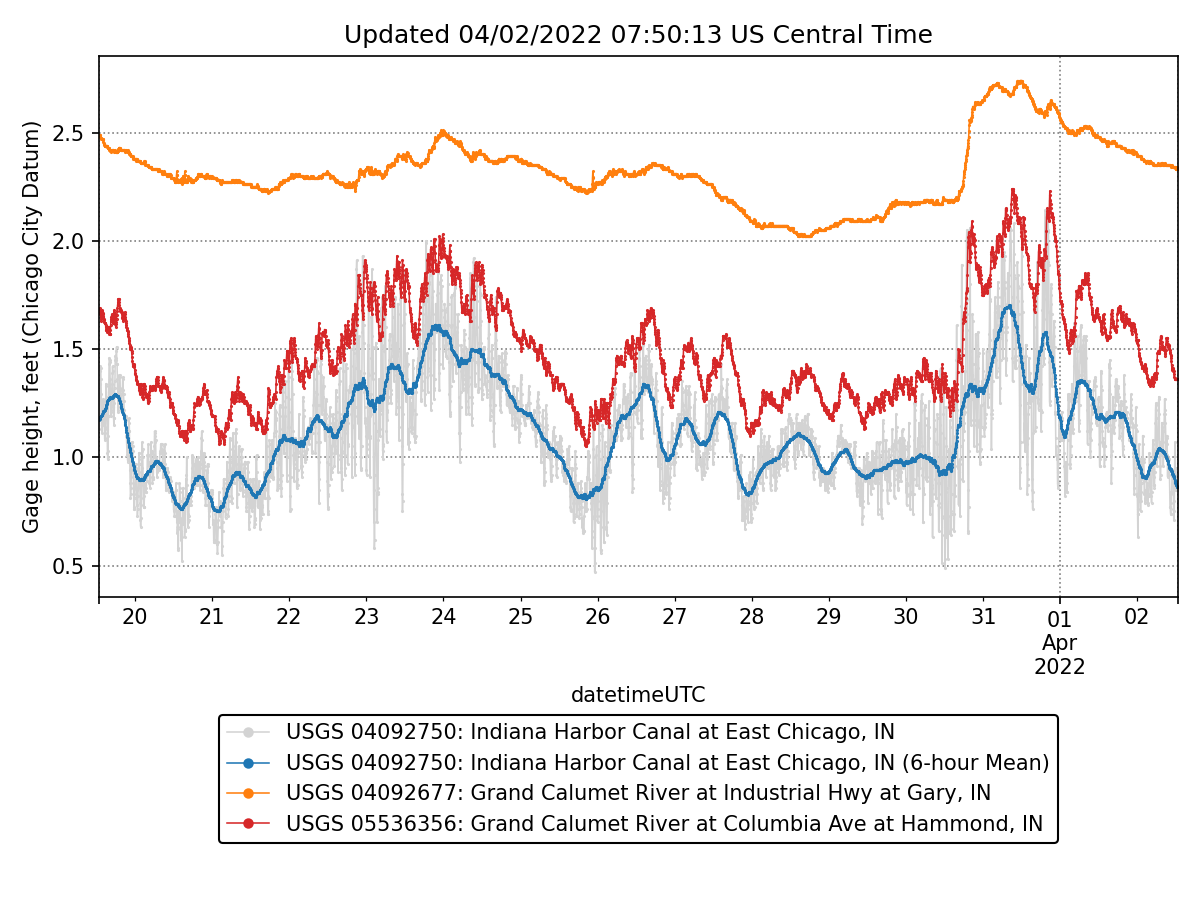 Updated 04/02/2022 07:50:13 US Central Time
Gage height, feet (Chicago City Datum)
2.5
2.0
1.5
1.0
0.5
20 21 22 23 24 25 26 27 28 29 30 31 01 02
Apr
2022
datetimeUTC
USGS 04092750: Indiana Harbor Canal at East Chicago, IN
USGS 04092750: Indiana Harbor Canal at East Chicago, IN (6-hour Mean)
USGS 04092677: Grand Calumet River at Industrial Hwy at Gary, IN
USGS 05536356: Grand Calumet River at Columbia Ave at Hammond, IN